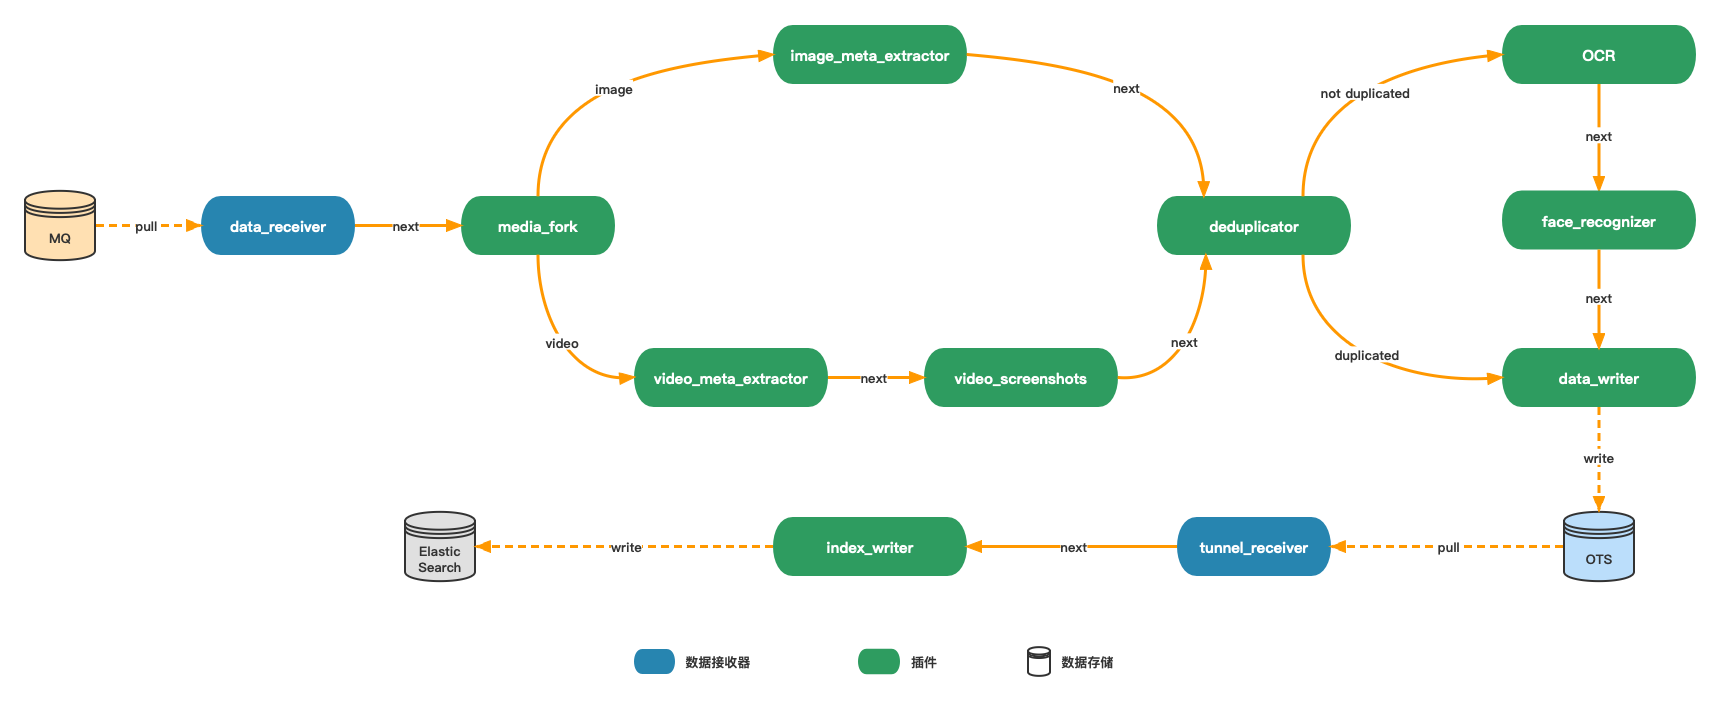 image_meta_extractor
OCR
image
next
not duplicated
next
MQ
pull
data_receiver
next
media_fork
deduplicator
face_recognizer
next
video
next
duplicated
video_meta_extractor
next
video_screenshots
data_writer
write
Elastic
Search
write
index_writer
next
tunnel_receiver
pull
OTS
数据接收器
插件
数据存储